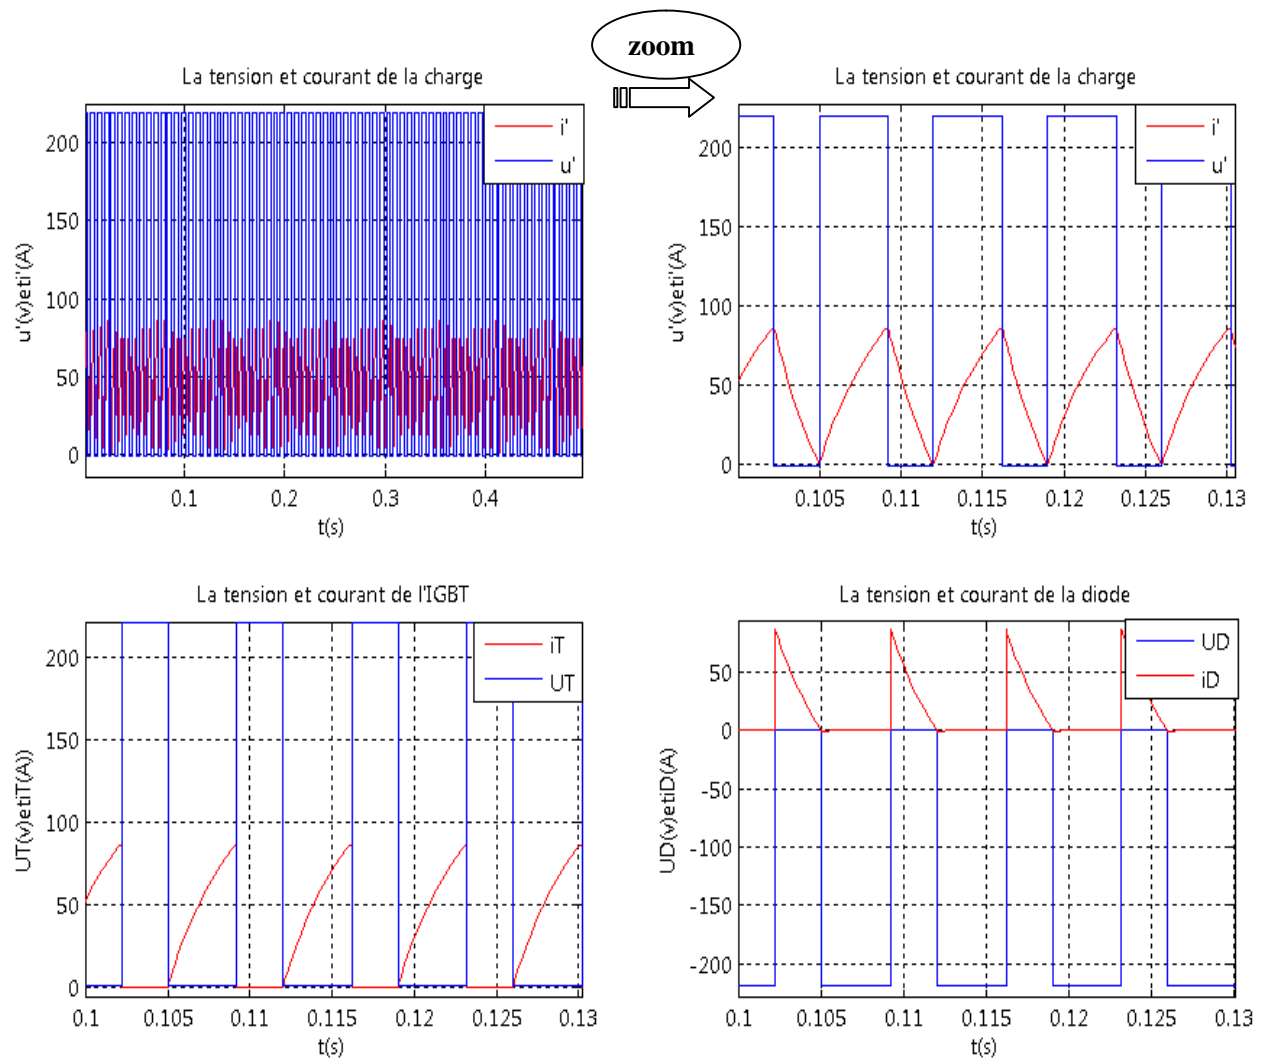 zoom
La tension et courant de la charge
i'
u'
200
150
100
50
0
u'(v)eti'(A)
0.1 0.2 0.3 0.4
t(s)
La tension et courant de la charge
i'
u'
200
150
100
50
0
u'(v)eti'(A)
0.105 0.11 0.115 0.12 0.125 0.13
t(s)
La tension et courant de l'IGBT
iT
UT
200
150
100
50
0
UT(v)etiT(A))
0.1 0.105 0.11 0.115 0.12 0.125 0.13
t(s)
La tension et courant de la diode
UD
iD
50
0
-50
-100
-150
-200
UD(v)etiD(A)
0.1 0.105 0.11 0.115 0.12 0.125 0.13
t(s)